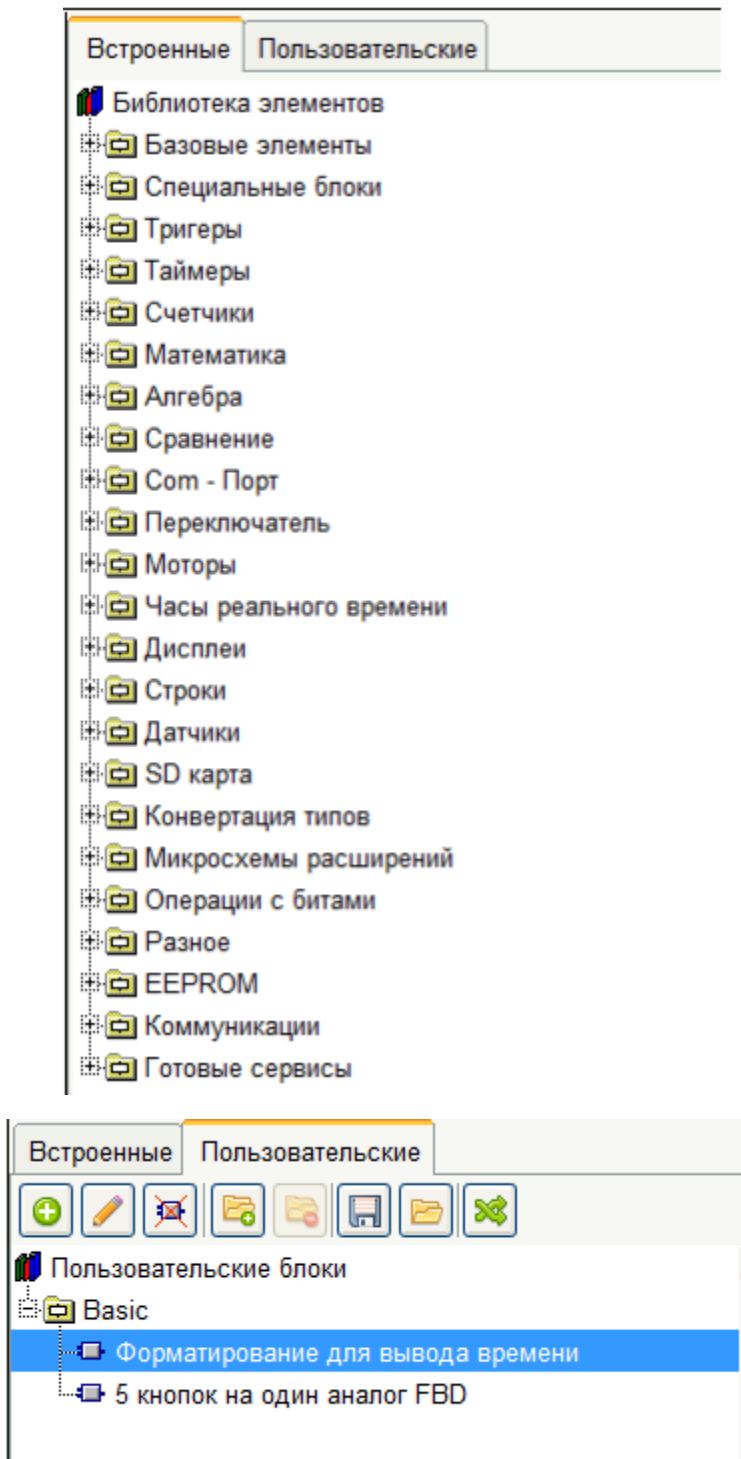 Встроенные Пользовательские
Библиотека элементов
Базовые элементы
Специальные блоки
Тригеры
Таймеры
Счетчики
Математика
Алгебра
Сравнение
Com - Порт
Переключатель
Моторы
Часы реального времени
Дисплеи
Строки
Датчики
SD карта
Конвертация типов
Микросхемы расширений
Операции с битами
Разное
EEPROM
Коммуникации
Готовые сервисы
Встроенные Пользовательские
Пользовательские блоки
Basic
Форматирование для вывода времени
5 кнопок на один аналог FBD